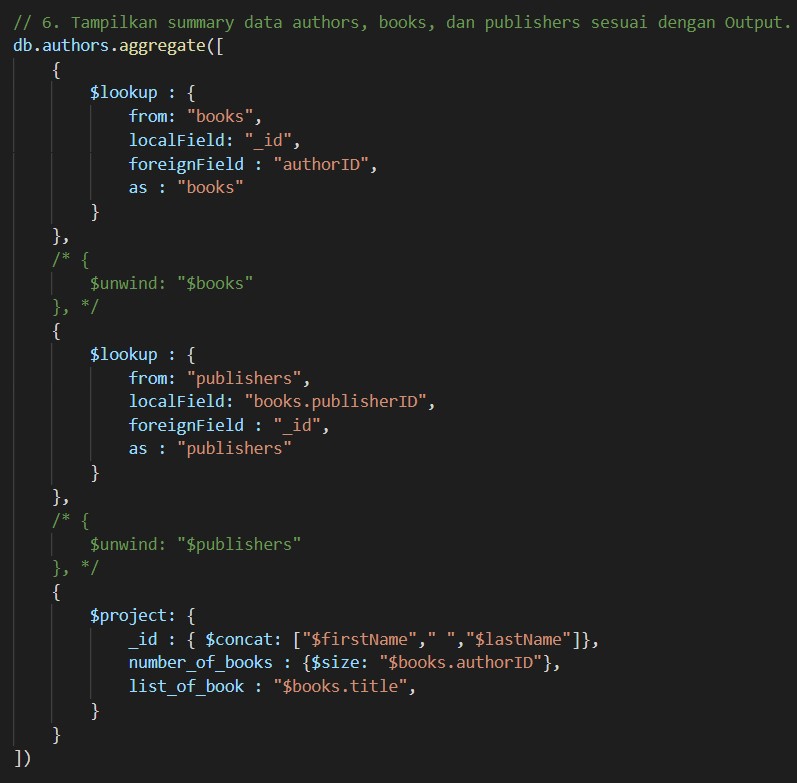 // 6. Tampilkan summary data authors, books, dan publishers sesuai dengan Output.
db.authors.aggregate([
    {
        $lookup : {
            from: "books",
            localField: "_id",
            foreignField : "authorID",
            as : "books"
        }
    },
    /* {
        $unwind: "$books"
    }, */
    {
        $lookup : {
            from: "publishers",
            localField: "books.publisherID",
            foreignField : "_id",
            as : "publishers"
        }
    },
    /* {
        $unwind: "$publishers"
    }, */
    {
        $project: {
            _id : { $concat: ["$firstName"," ","$lastName"]},
            number_of_books : {$size: "$books.authorID"},
            list_of_book : "$books.title",
        }
    }
])